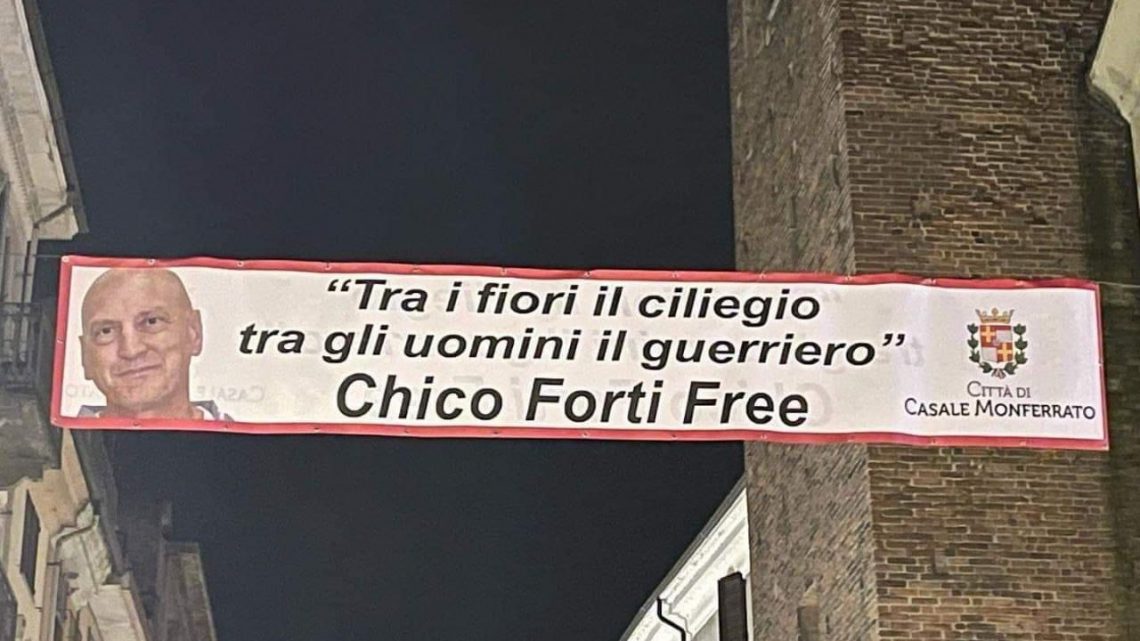 “Tra i fiori il ciliegio
tra gli uomini il guerriero”
Chico Forti Free
CITTÀ DI
CASALE MONFERRATO